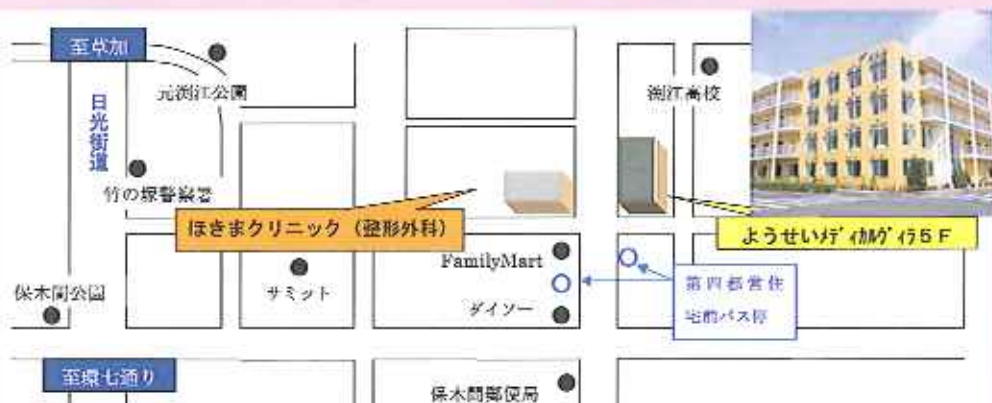 至草加
元渕江公園
渕江高校
日光街道
竹の塚警察署
ほきまクリニック（整形外科）
ようせいメディカルヴィラ5F
FamilyMart
サミット
保木間公園
ダイソー
第四都営住
宅前バス停
至環七通り
保木間郵便局